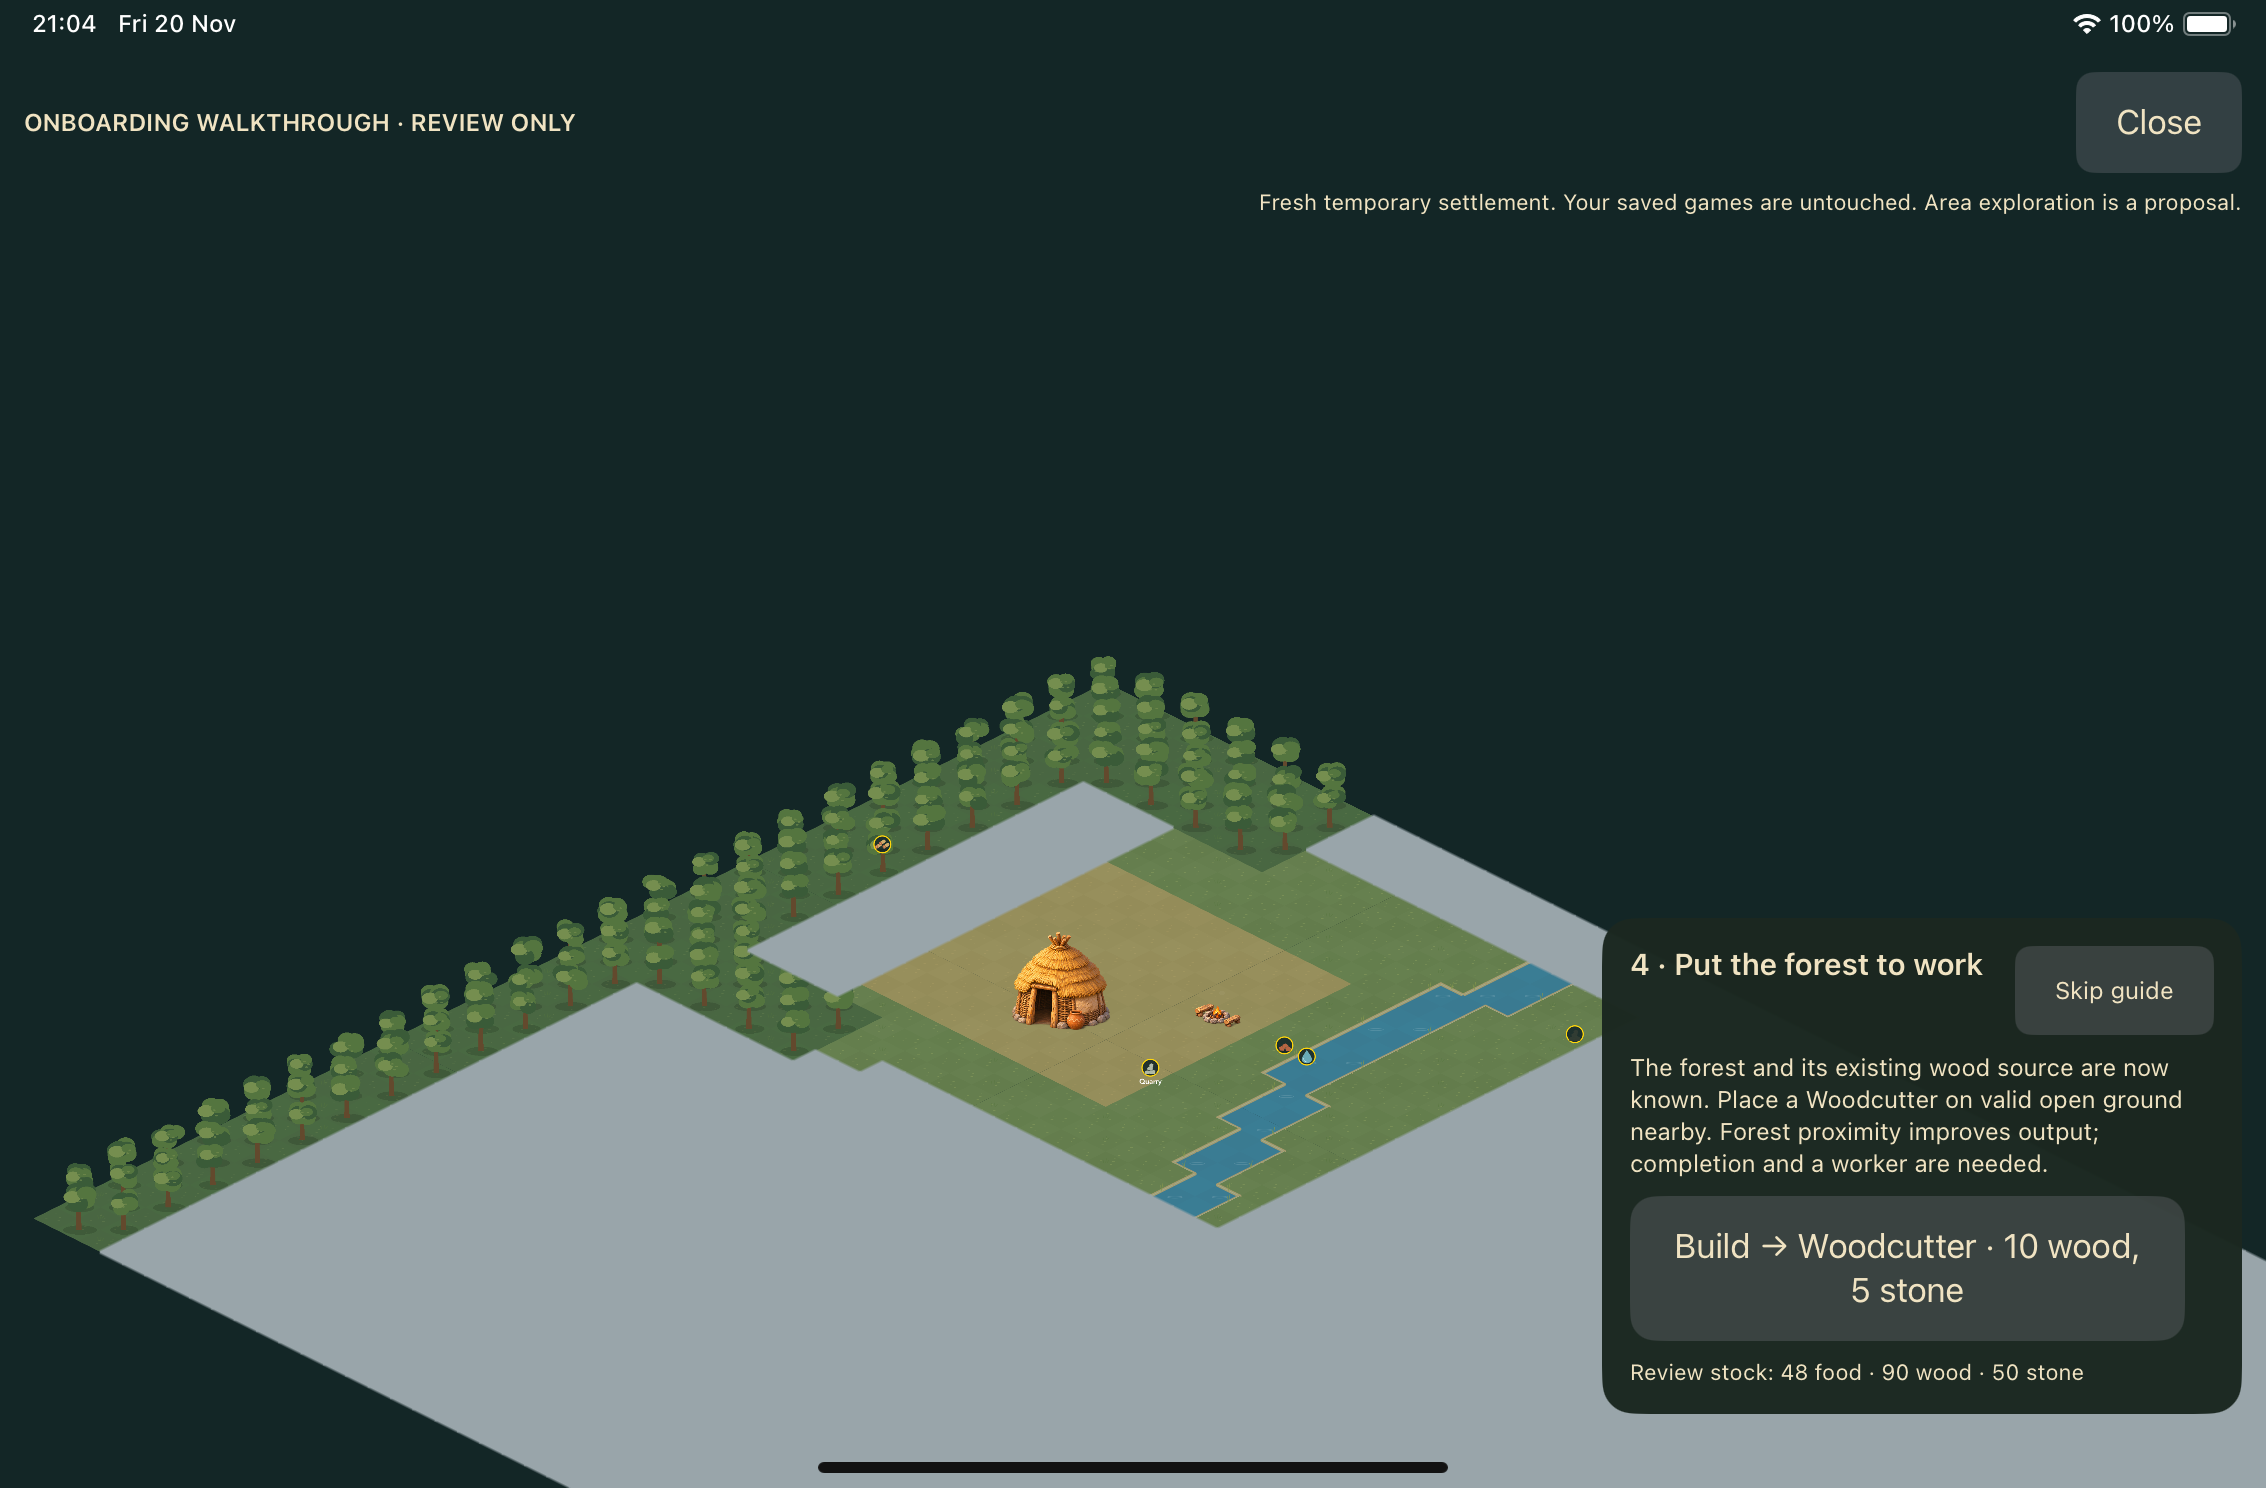 21:04 Fri 20 Nov
100%
ONBOARDING WALKTHROUGH · REVIEW ONLY
Close
Fresh temporary settlement. Your saved games are untouched. Area exploration is a proposal.
Quarry
4 · Put the forest to work
Skip guide
The forest and its existing wood source are now
known. Place a Woodcutter on valid open ground
nearby. Forest proximity improves output;
completion and a worker are needed.
Build → Woodcutter · 10 wood,
5 stone
Review stock: 48 food · 90 wood · 50 stone